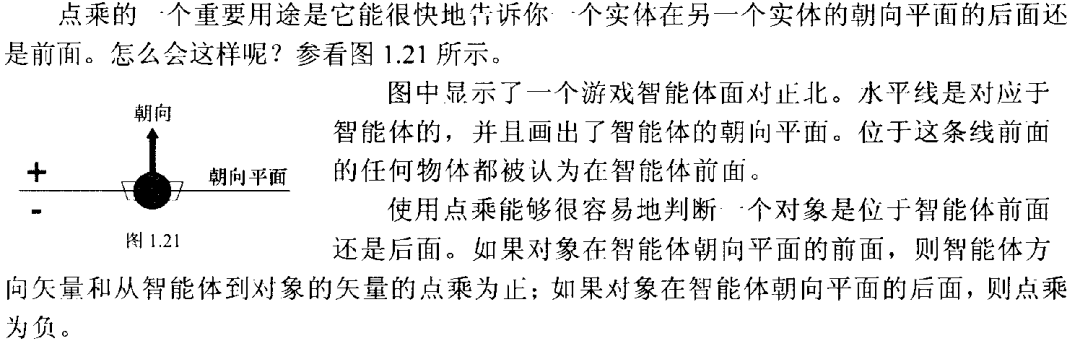 点乘的一个重要用途是它能很快地告诉你一个实体在另一个实体的朝向平面的后面还
是前面。怎么会这样呢？参看图 1.21 所示。
图中显示了一个游戏智能体面对正北。水平线是对应于
智能体的，并且画出了智能体的朝向平面。位于这条线前面
的任何物体都被认为在智能体前面。
使用点乘能够很容易地判断一个对象是位于智能体前面
还是后面。如果对象在智能体朝向平面的前面，则智能体方
向矢量和从智能体到对象的矢量的点乘为正；如果对象在智能体朝向平面的后面，则点乘
为负。
朝向
+
朝向平面
-
图 1.21